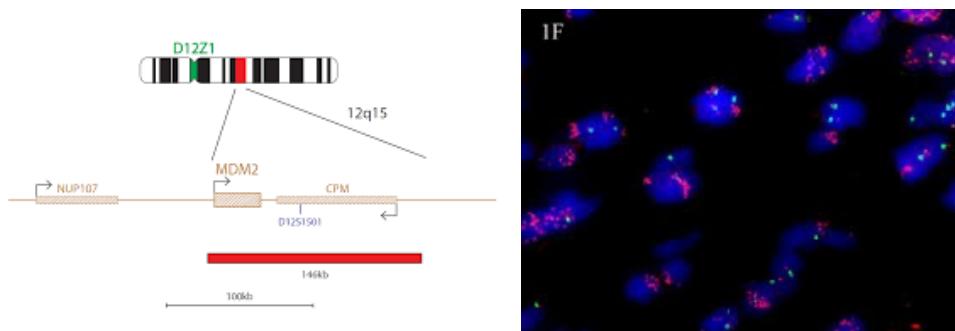 D12Z1
12q15
MDM2
NUP107
CPM
D12S1501
146kb
100kb
1F